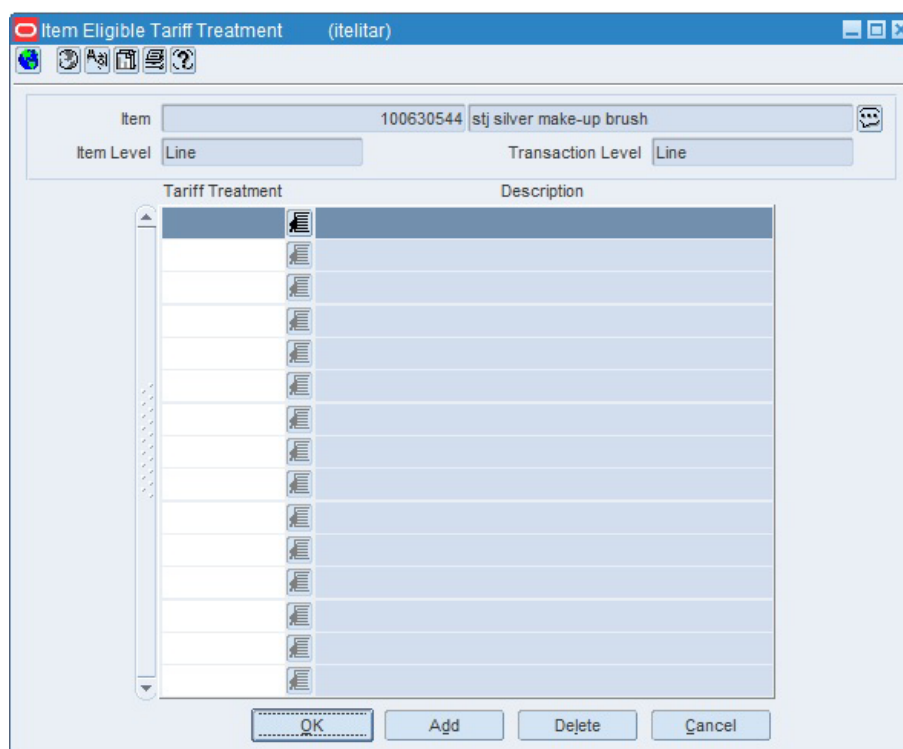 Item Eligible Tariff Treatment (itelitar)
Item 100630544 stj silver make-up brush
Item Level Line Transaction Level Line
Tariff Treatment Description
OK Add Delete Cancel